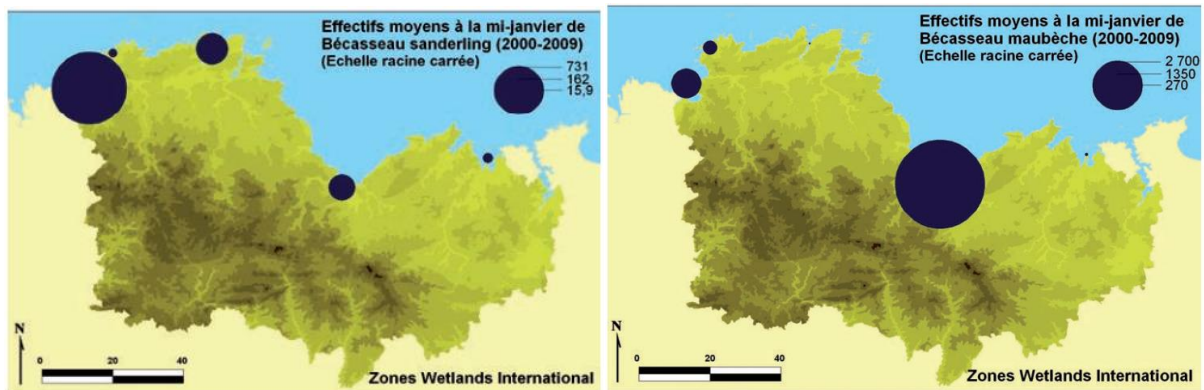 Effectifs moyens à la mi-janvier de
Bécasseau sanderling (2000-2009)
(Echelle racine carrée)
731
162
15,9
N
0 20 40
Zones Wetlands International
Effectifs moyens à la mi-janvier de
Bécasseau maubèche (2000-2009)
(Echelle racine carrée)
2 700
1350
270
N
0 20 40
Zones Wetlands International